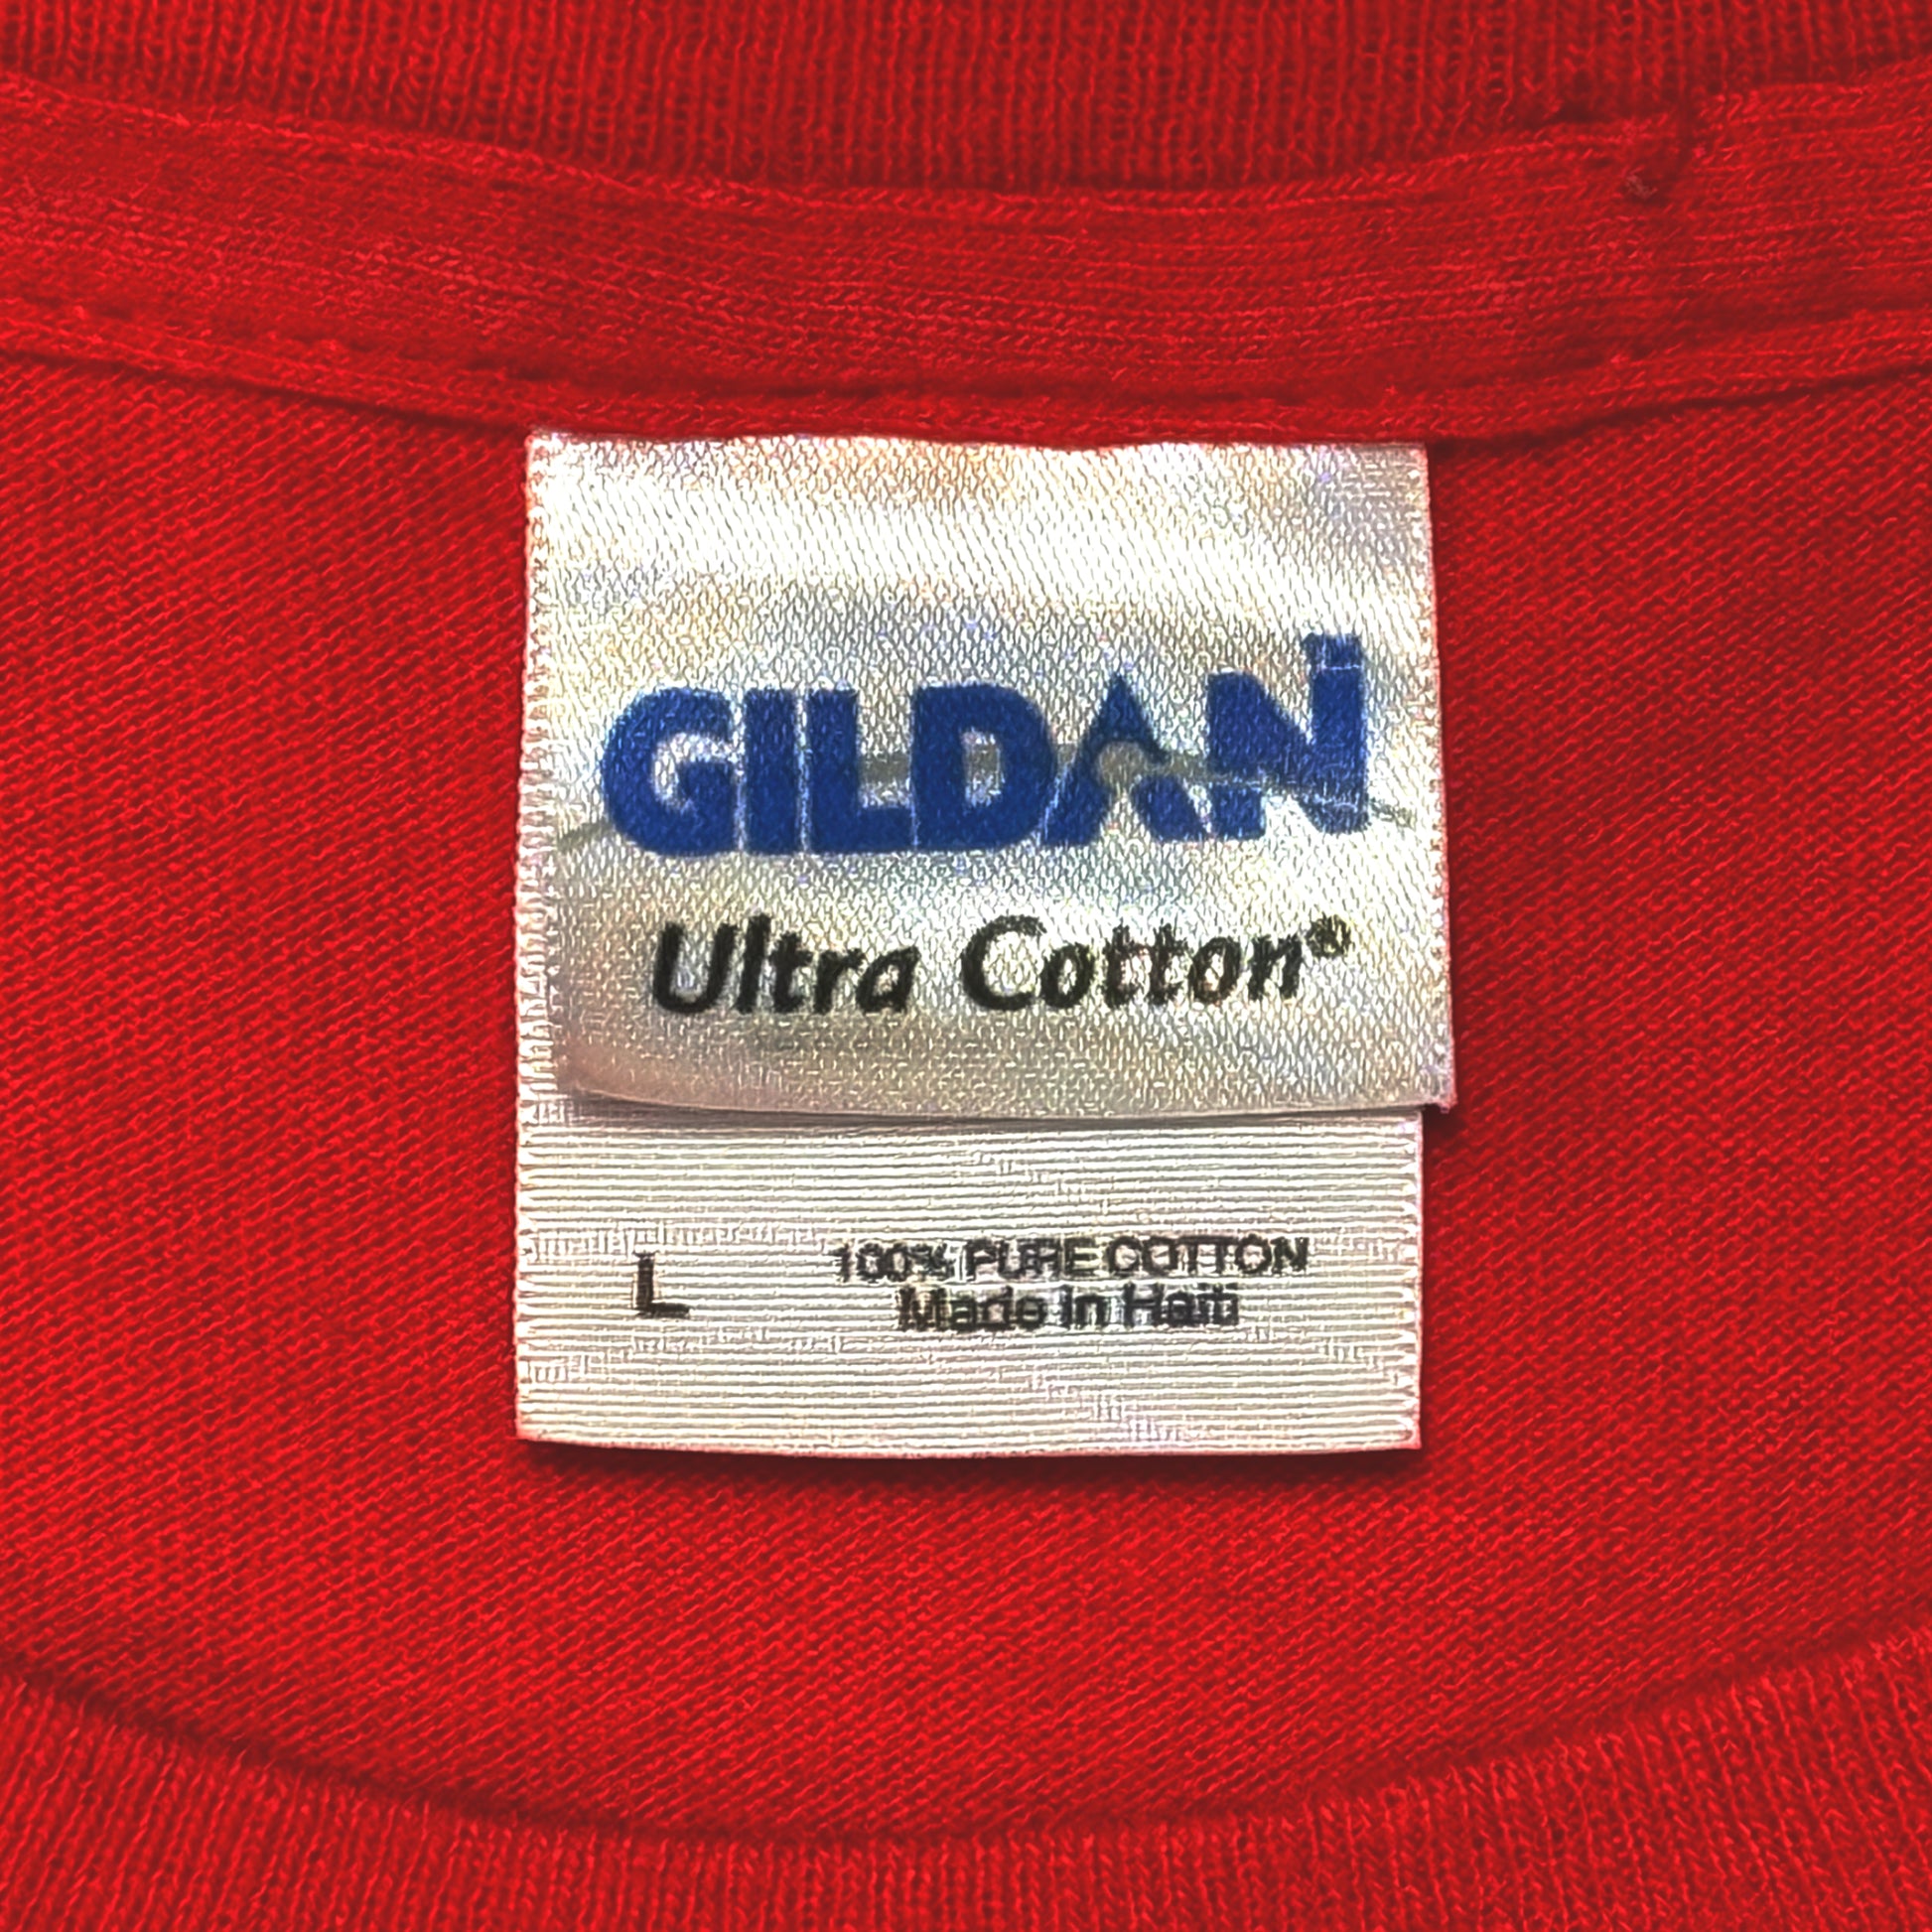 GILDAN
Ultra Cotton®
L
100% PURE COTTON
Made in Haiti